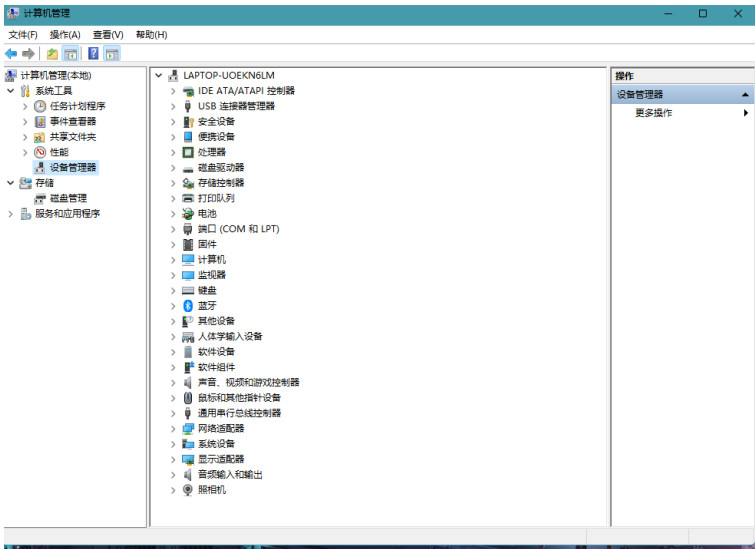 计算机管理
文件(F) 操作(A) 查看(V) 帮助(H)
计算机管理(本地)
系统工具
任务计划程序
事件查看器
共享文件夹
性能
设备管理器
存储
磁盘管理
服务和应用程序
LAPTOP-UOEKN6LM
IDE ATA/ATAPI 控制器
USB 连接器管理器
安全设备
便携设备
处理器
磁盘驱动器
存储控制器
打印队列
电池
端口 (COM 和 LPT)
固件
计算机
监视器
键盘
蓝牙
其他设备
人体学输入设备
软件设备
软件组件
声音、视频和游戏控制器
鼠标和其他指针设备
通用串行总线控制器
网络适配器
系统设备
显示适配器
音频输入和输出
照相机
操作
设备管理器
更多操作